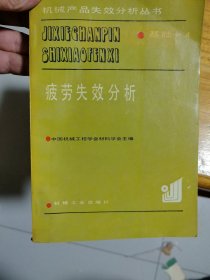 机械产品失效分析丛书
JIXIECHANPIN
SHIXIAOFENXI
疲劳失效分析
中国机械工程学会材料学会主编
机械工业出版社